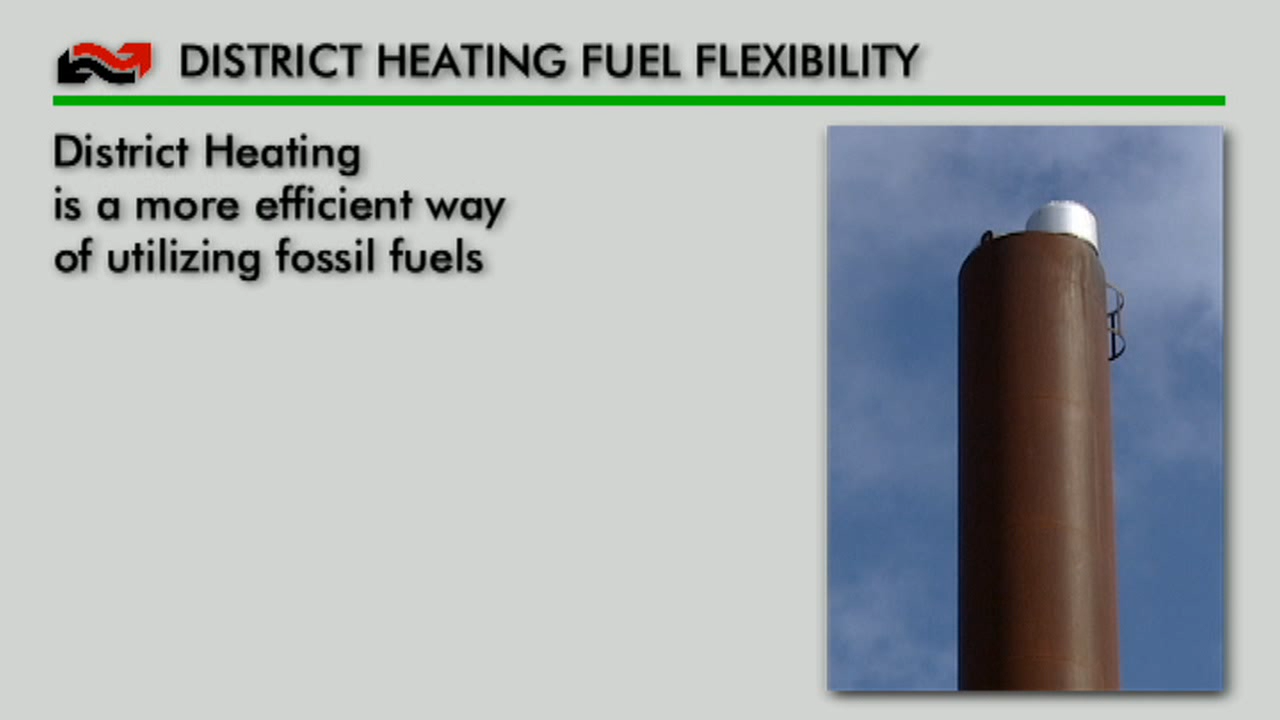 DISTRICT HEATING FUEL FLEXIBILITY
District Heating
is a more efficient way
of utilizing fossil fuels